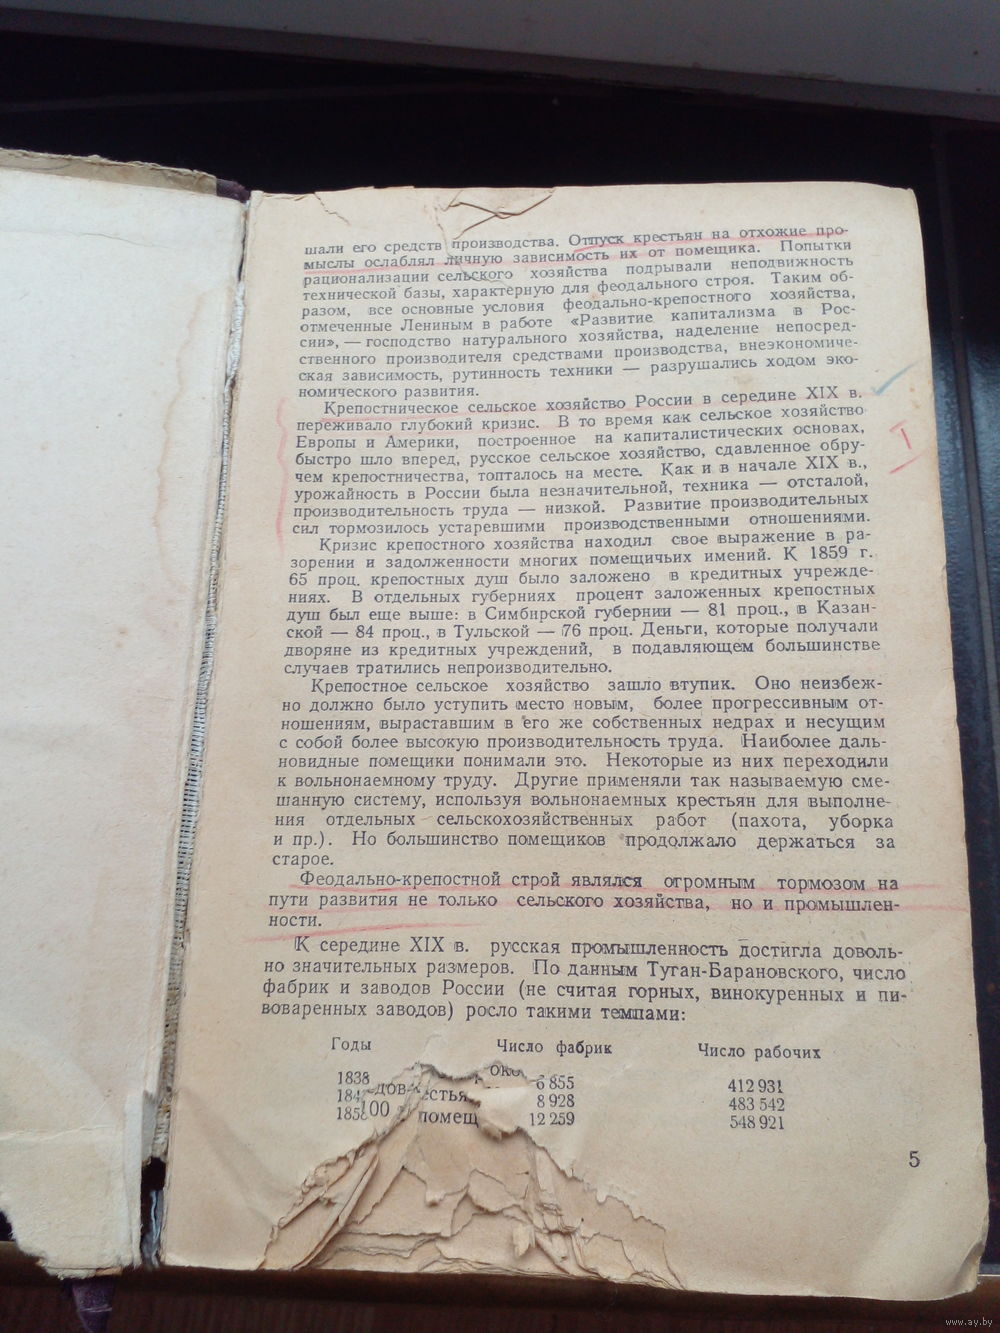 шали его средств производства. Отпуск крестьян на отхожие про-
мыслы ослаблял личную зависимость их от помещика. Попытки
рационализации сельского хозяйства подрывали неподвижность
технической базы, характерную для феодального строя. Таким об-
разом, все основные условия феодально-крепостного хозяйства,
отмеченные Лениным в работе «Развитие капитализма в Рос-
сии», — господство натурального хозяйства, наделение непосред-
ственного производителя средствами производства, внеэкономиче-
ская зависимость, рутинность техники — разрушались ходом эко-
номического развития.
Крепостническое сельское хозяйство России в середине XIX в.
переживало глубокий кризис. В то время как сельское хозяйство
Европы и Америки, построенное на капиталистических основах,
быстро шло вперед, русское сельское хозяйство, сдавленное обру-
чем крепостничества, топталось на месте. Как и в начале XIX в.,
урожайность в России была незначительной, техника — отсталой,
производительность труда — низкой. Развитие производительных
сил тормозилось устаревшими производственными отношениями.
Кризис крепостного хозяйства находил свое выражение в ра-
зорении и задолженности многих помещичьих имений. К 1859 г.
65 проц. крепостных душ было заложено в кредитных учрежде-
ниях. В отдельных губерниях процент заложенных крепостных
душ был еще выше: в Симбирской губернии — 81 проц., в Казан-
ской — 84 проц., в Тульской — 76 проц. Деньги, которые получали
дворяне из кредитных учреждений, в подавляющем большинстве
случаев тратились непроизводительно.
Крепостное сельское хозяйство зашло втупик. Оно неизбеж-
но должно было уступить место новым, более прогрессивным от-
ношениям, выраставшим в его же собственных недрах и несущим
с собой более высокую производительность труда. Наиболее даль-
новидные помещики понимали это. Некоторые из них переходили
к вольнонаемному труду. Другие применяли так называемую сме-
шанную систему, используя вольнонаемных крестьян для выполне-
ния отдельных сельскохозяйственных работ (пахота, уборка
и пр.). Но большинство помещиков продолжало держаться за
старое.
Феодально-крепостной строй являлся огромным тормозом на
пути развития не только сельского хозяйства, но и промышлен-
ности.
К середине XIX в. русская промышленность достигла доволь-
но значительных размеров. По данным Туган-Барановского, число
фабрик и заводов России (не считая горных, винокуренных и пи-
воваренных заводов) росло такими темпами:
Годы Число фабрик Число рабочих
1838 6 855 412 931
8 928 483 542
12 259 548 921
100 помещ
5
I
www.ay.by